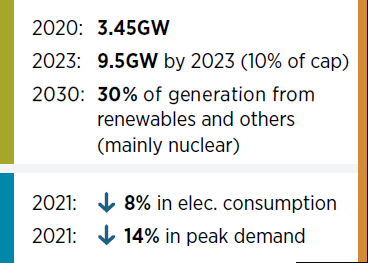 2020: 3.45GW
2023: 9.5GW by 2023 (10% of cap)
2030: 30% of generation from
renewables and others
(mainly nuclear)
2021: ↓ 8% in elec. consumption
2021: ↓ 14% in peak demand